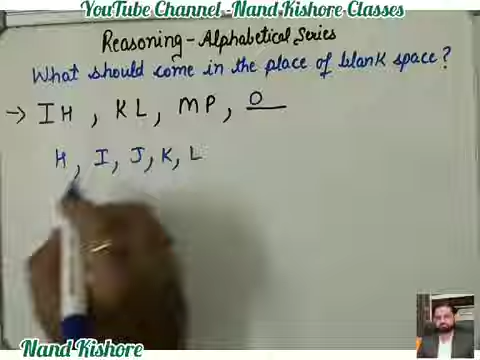 YouTube Channel -Nand Kishore Classes
Reasoning - Alphabetical Series
What should come in the place of blank space?
→ IH , KL, MP, O
H, I, J, K, L
Nand Kishore